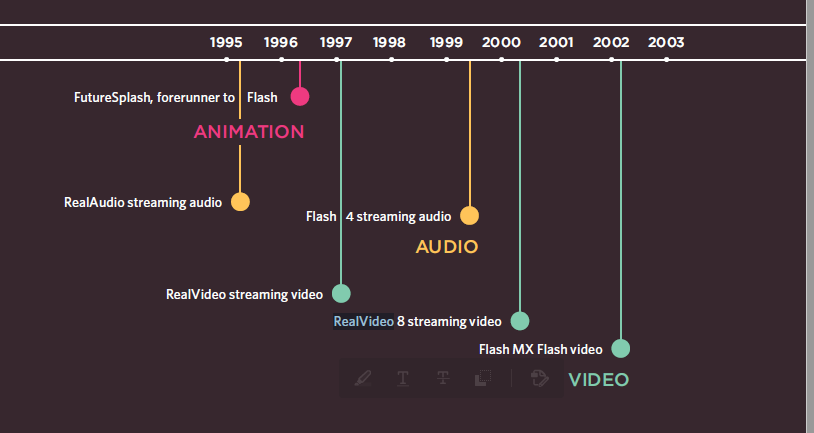 1995 1996 1997 1998 1999 2000 2001 2002 2003
FutureSplash, forerunner to Flash
ANIMATION
RealAudio streaming audio
Flash 4 streaming audio
AUDIO
RealVideo streaming video
RealVideo 8 streaming video
Flash MX Flash video
VIDEO